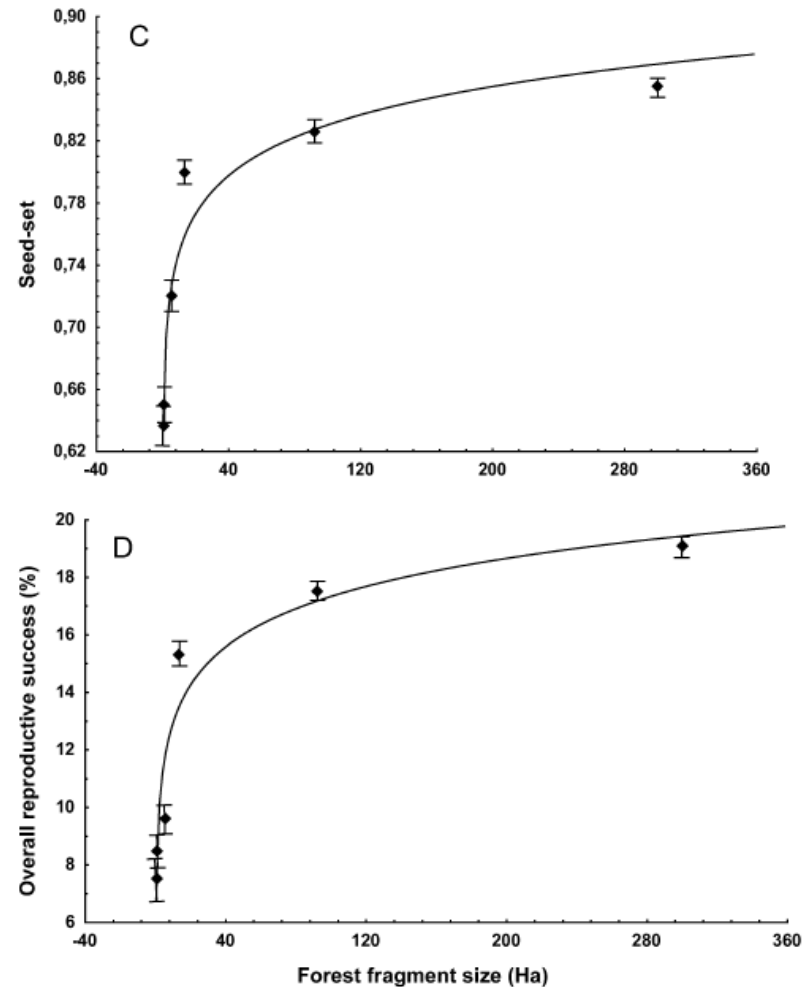 C
Seed-set
0,90
0,86
0,82
0,78
0,74
0,70
0,66
0,62
-40 40 120 200 280 360
D
Overall reproductive success (%)
20
18
16
14
12
10
8
6
-40 40 120 200 280 360
Forest fragment size (Ha)